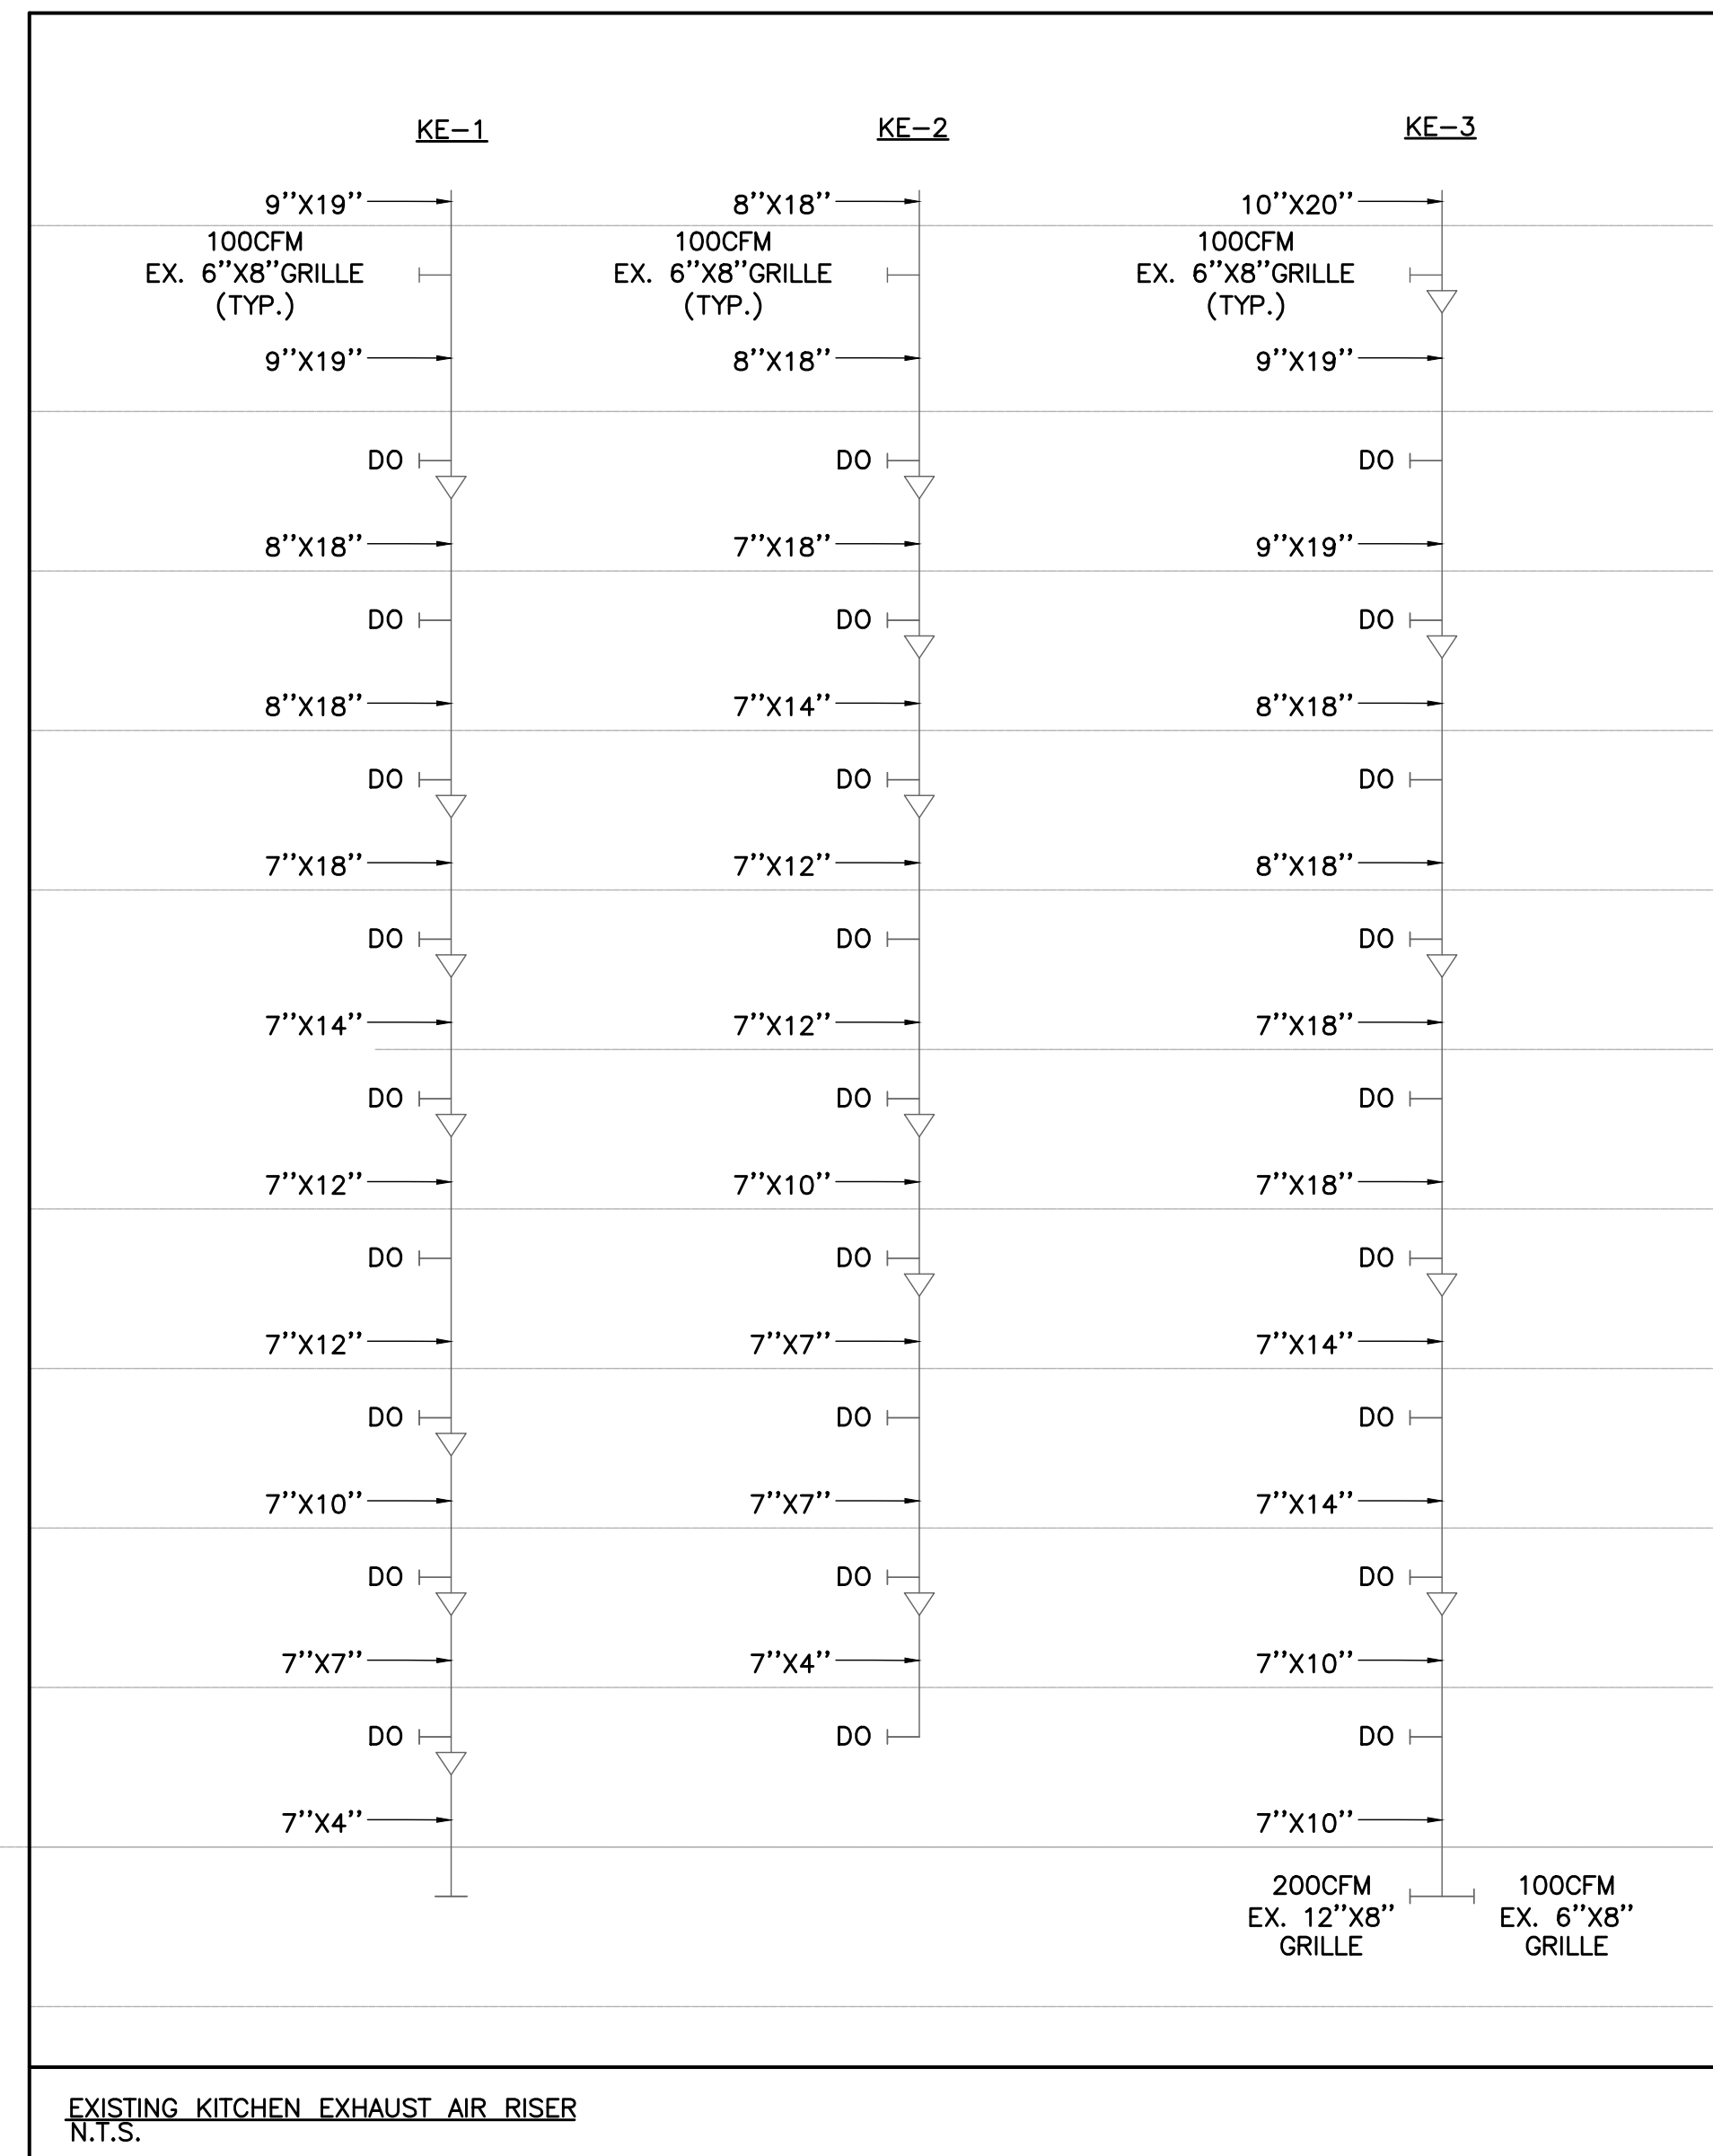 KE-1 KE-2 KE-3
9''X19'' 8''X18'' 10''X20''
100CFM 100CFM 100CFM
EX. 6''X8''GRILLE EX. 6''X8''GRILLE EX. 6''X8''GRILLE
(TYP.) (TYP.) (TYP.)
9''X19'' 8''X18'' 9''X19''
DO DO DO
8''X18'' 7''X18'' 9''X19''
DO DO DO
8''X18'' 7''X14'' 8''X18''
DO DO DO
7''X18'' 7''X12'' 8''X18''
DO DO DO
7''X14'' 7''X12'' 7''X18''
DO DO DO
7''X12'' 7''X10'' 7''X18''
DO DO DO
7''X12'' 7''X7'' 7''X14''
DO DO DO
7''X10'' 7''X7'' 7''X14''
DO DO DO
7''X7'' 7''X4'' 7''X10''
DO DO DO
7''X4'' 7''X10''
200CFM 100CFM
EX. 12''X8'' EX. 6''X8''
GRILLE GRILLE
EXISTING KITCHEN EXHAUST AIR RISER
N.T.S.